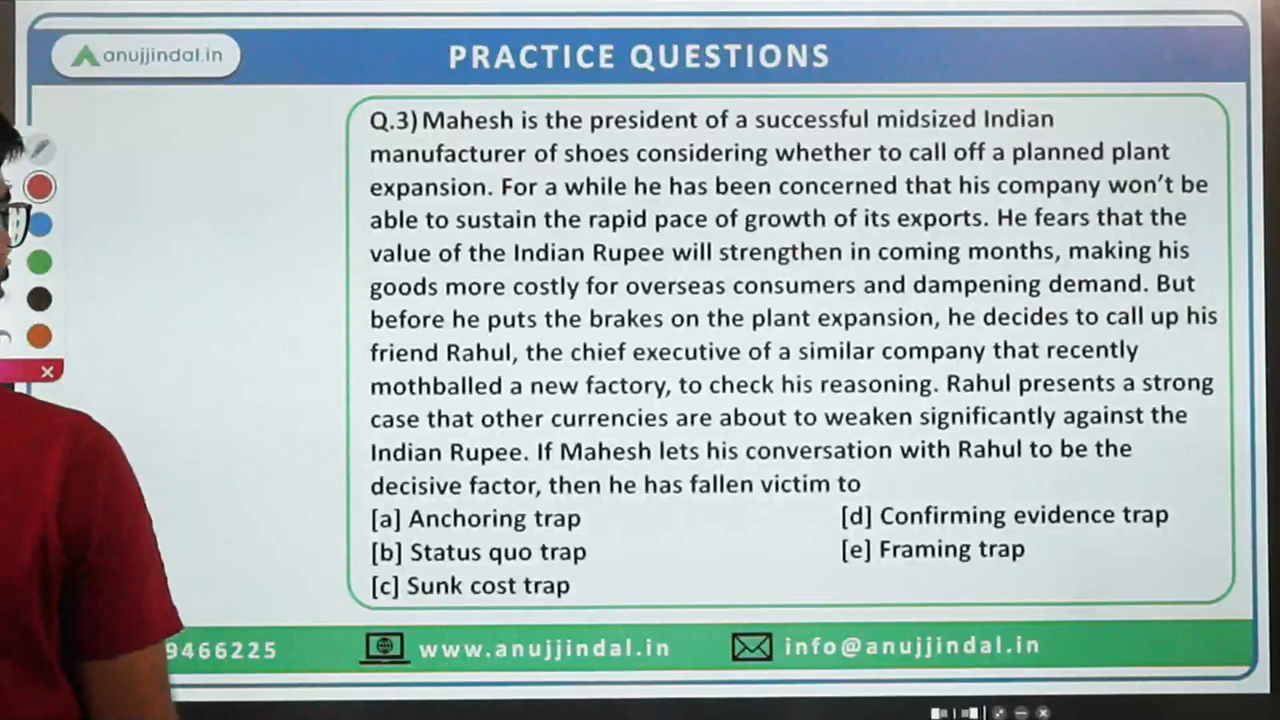 anujjindal.in
PRACTICE QUESTIONS
Q.3) Mahesh is the president of a successful midsized Indian
manufacturer of shoes considering whether to call off a planned plant
expansion. For a while he has been concerned that his company won't be
able to sustain the rapid pace of growth of its exports. He fears that the
value of the Indian Rupee will strengthen in coming months, making his
goods more costly for overseas consumers and dampening demand. But
before he puts the brakes on the plant expansion, he decides to call up his
friend Rahul, the chief executive of a similar company that recently
mothballed a new factory, to check his reasoning. Rahul presents a strong
case that other currencies are about to weaken significantly against the
Indian Rupee. If Mahesh lets his conversation with Rahul to be the
decisive factor, then he has fallen victim to
[a] Anchoring trap
[b] Status quo trap
[c] Sunk cost trap
[d] Confirming evidence trap
[e] Framing trap
9466225
www.anujjindal.in
info@anujjindal.in